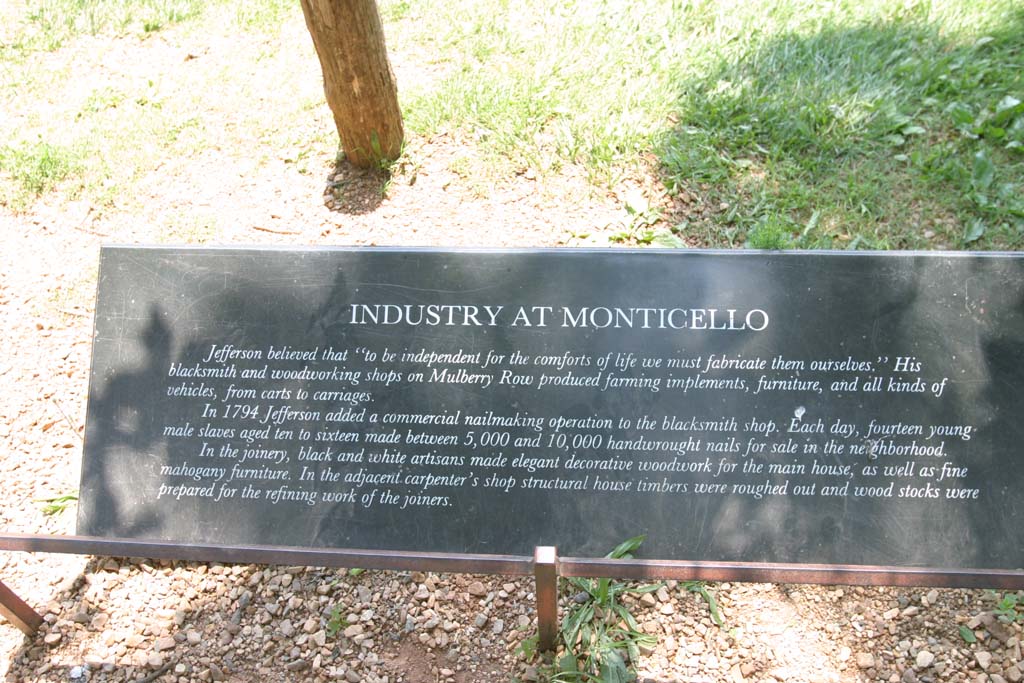 INDUSTRY AT MONTICELLO
Jefferson believed that “to be independent for the comforts of life we must fabricate them ourselves.” His
blacksmith and woodworking shops on Mulberry Row produced farming implements, furniture, and all kinds of
vehicles, from carts to carriages.
In 1794 Jefferson added a commercial nailmaking operation to the blacksmith shop. Each day, fourteen young
male slaves aged ten to sixteen made between 5,000 and 10,000 handwrought nails for sale in the neighborhood.
In the joinery, black and white artisans made elegant decorative woodwork for the main house, as well as fine
mahogany furniture. In the adjacent carpenter's shop structural house timbers were roughed out and wood stocks were
prepared for the refining work of the joiners.